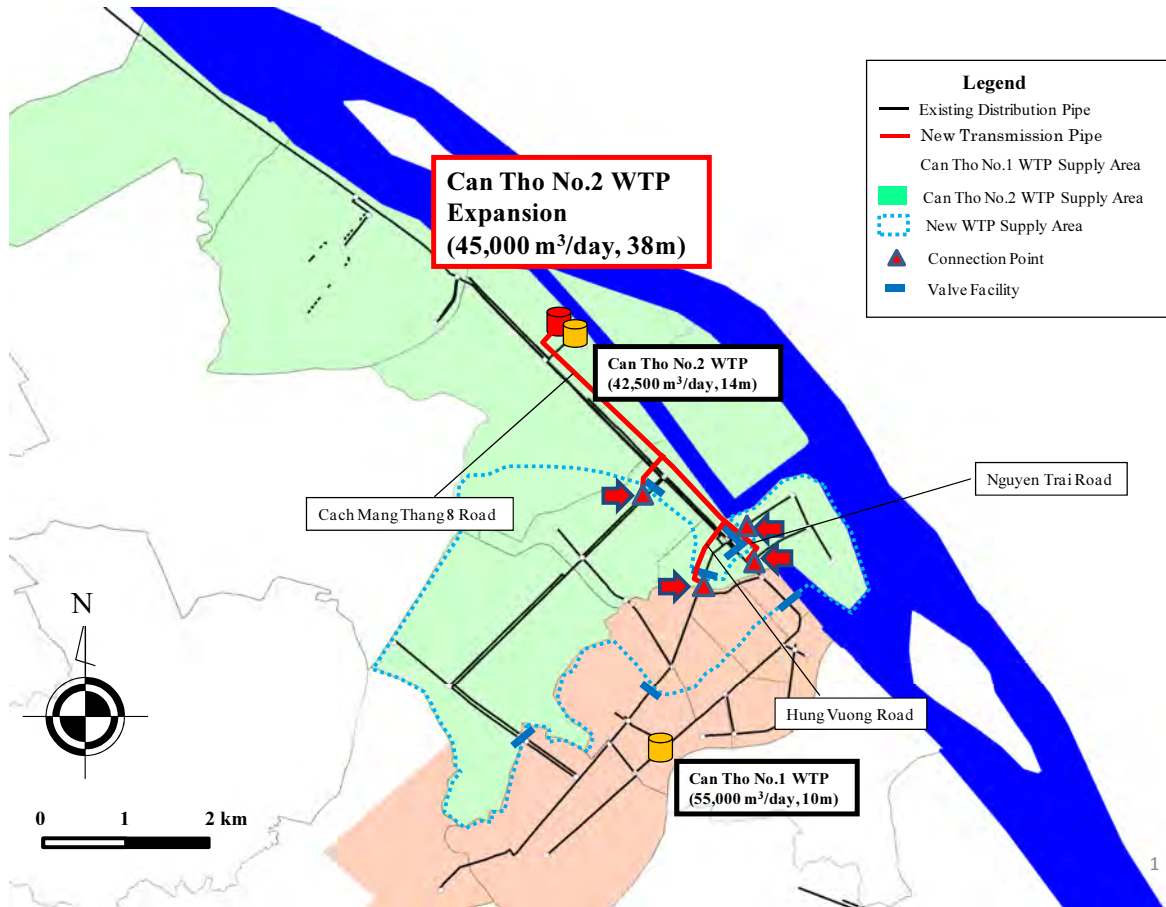 Legend
Existing Distribution Pipe
New Transmission Pipe
Can Tho No.1 WTP Supply Area
Can Tho No.2 WTP Supply Area
New WTP Supply Area
Connection Point
Valve Facility
Can Tho No.2 WTP
Expansion
(45,000 m³/day, 38m)
Can Tho No.2 WTP
(42,500 m³/day, 14m)
Cach Mang Thang 8 Road
Nguyen Trai Road
Hung Vuong Road
Can Tho No.1 WTP
(55,000 m³/day, 10m)
N
0 1 2 km
1